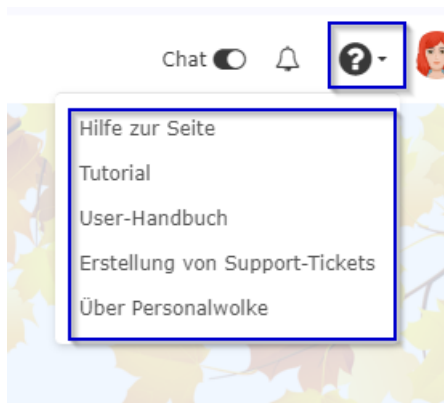 Chat
?
Hilfe zur Seite
Tutorial
User-Handbuch
Erstellung von Support-Tickets
Über Personalwolke